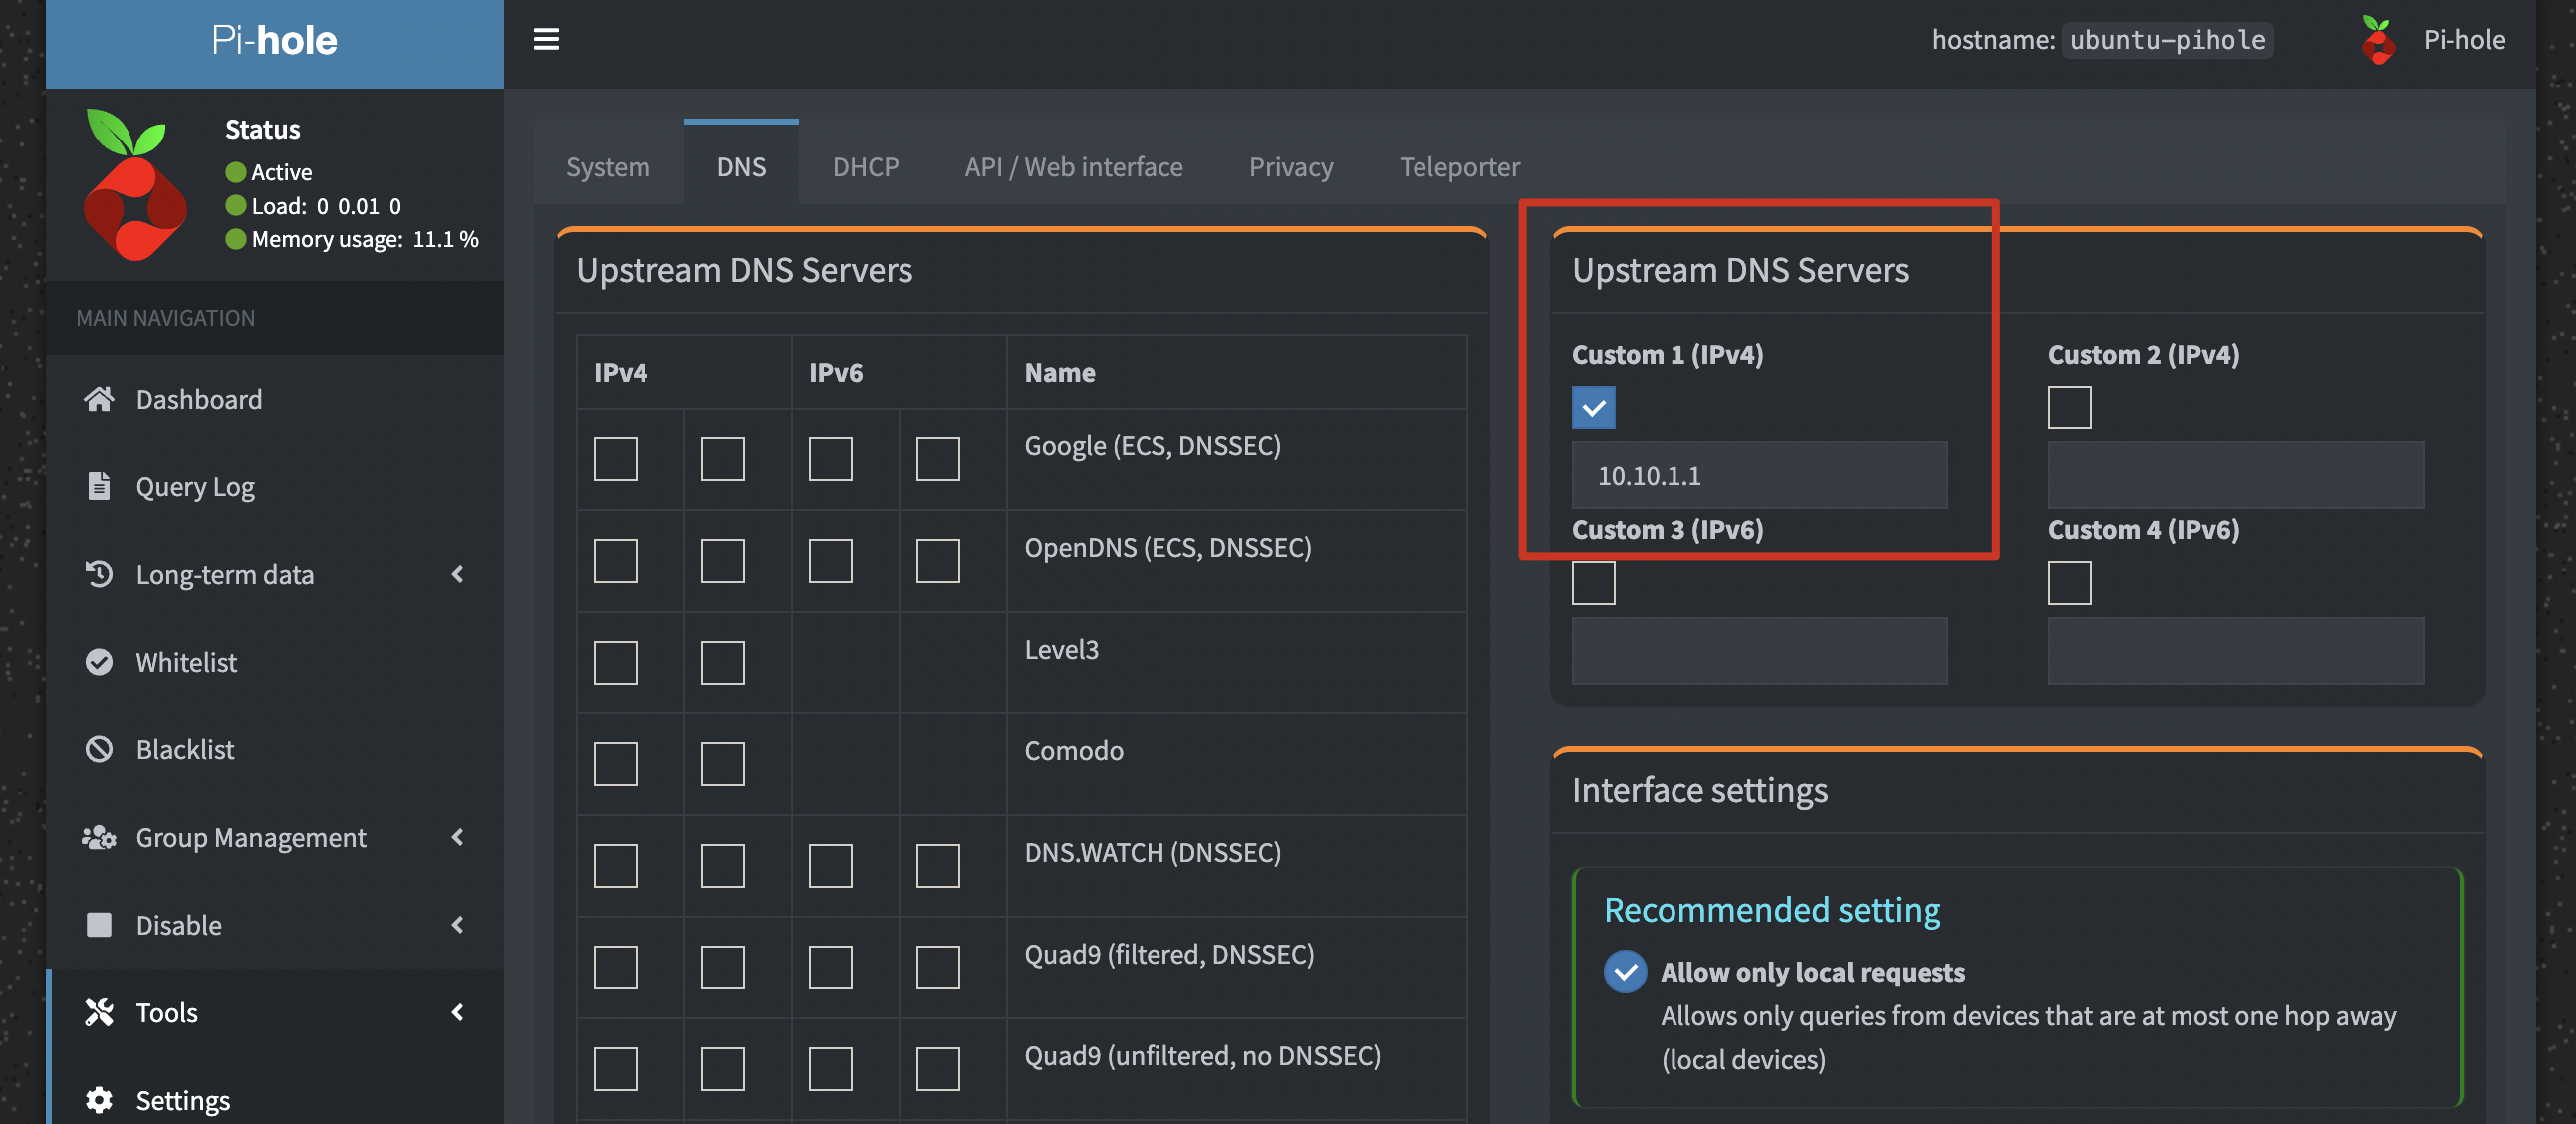 Pi-hole
hostname: ubuntu-pihole
Pi-hole
Status
Active
Load: 0 0.01 0
Memory usage: 11.1 %
MAIN NAVIGATION
Dashboard
Query Log
Long-term data
Whitelist
Blacklist
Group Management
Disable
Tools
Settings
System DNS DHCP API / Web interface Privacy Teleporter
Upstream DNS Servers
IPv4 IPv6 Name
Google (ECS, DNSSEC)
OpenDNS (ECS, DNSSEC)
Level3
Comodo
DNS.WATCH (DNSSEC)
Quad9 (filtered, DNSSEC)
Quad9 (unfiltered, no DNSSEC)
Upstream DNS Servers
Custom 1 (IPv4) Custom 2 (IPv4)
10.10.1.1
Custom 3 (IPv6) Custom 4 (IPv6)
Interface settings
Recommended setting
Allow only local requests
Allows only queries from devices that are at most one hop away
(local devices)